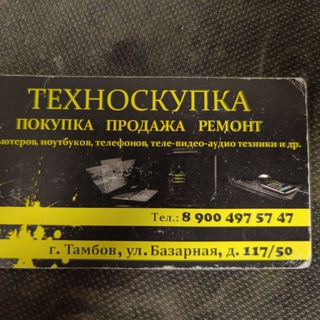 ТЕХНОСКУПКА
ПОКУПКА ПРОДАЖА РЕМОНТ
ноутбуков, телефонов, теле-видео-аудио техники и др.
Тел.: 8 900 497 57 47
г. Тамбов, ул. Базарная, д. 117/50